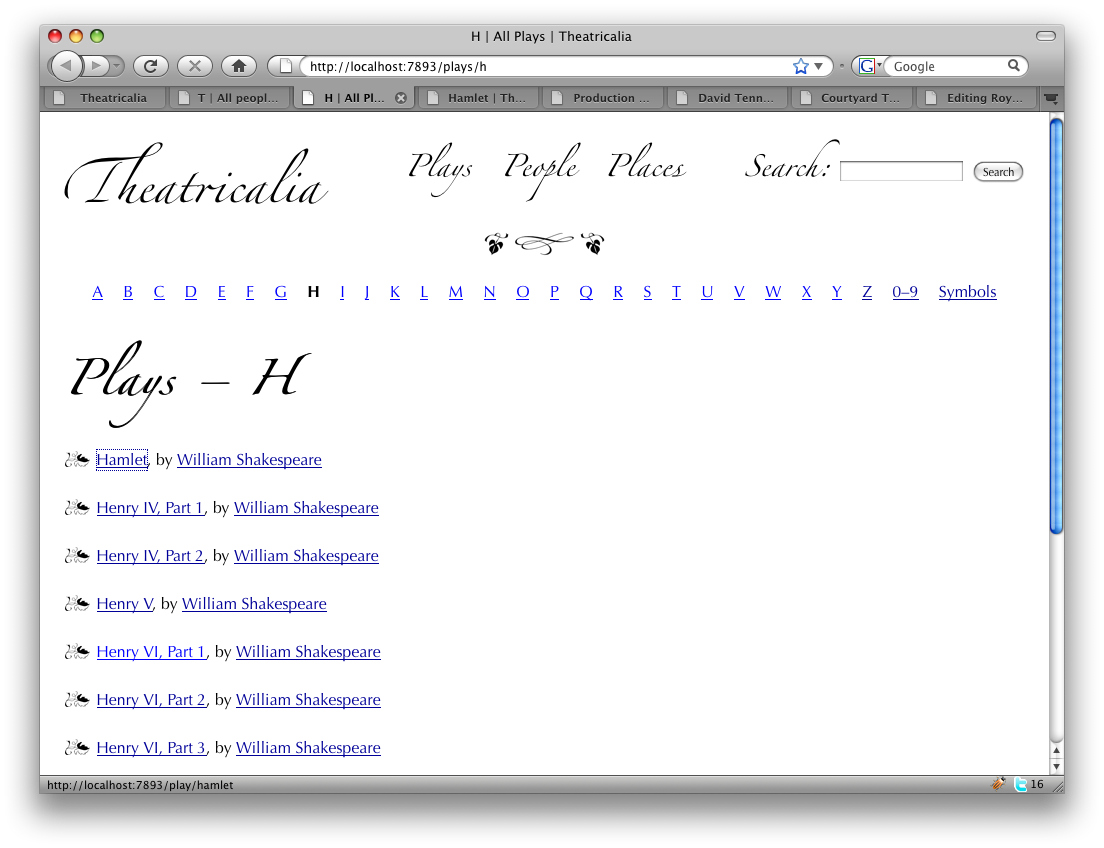 H | All Plays | Theatricalia
http://localhost:7893/plays/h
G Google
Theatricalia T | All peopl... H | All Pl... Hamlet | Th... Production ... David Tenn... Courtyard T... Editing Roy...
Theatricalia Plays People Places Search: Search
A B C D E F G H I J K L M N O P Q R S T U V W X Y Z 0–9 Symbols
Plays – H
Hamlet, by William Shakespeare
Henry IV, Part 1, by William Shakespeare
Henry IV, Part 2, by William Shakespeare
Henry V, by William Shakespeare
Henry VI, Part 1, by William Shakespeare
Henry VI, Part 2, by William Shakespeare
Henry VI, Part 3, by William Shakespeare
http://localhost:7893/play/hamlet 16